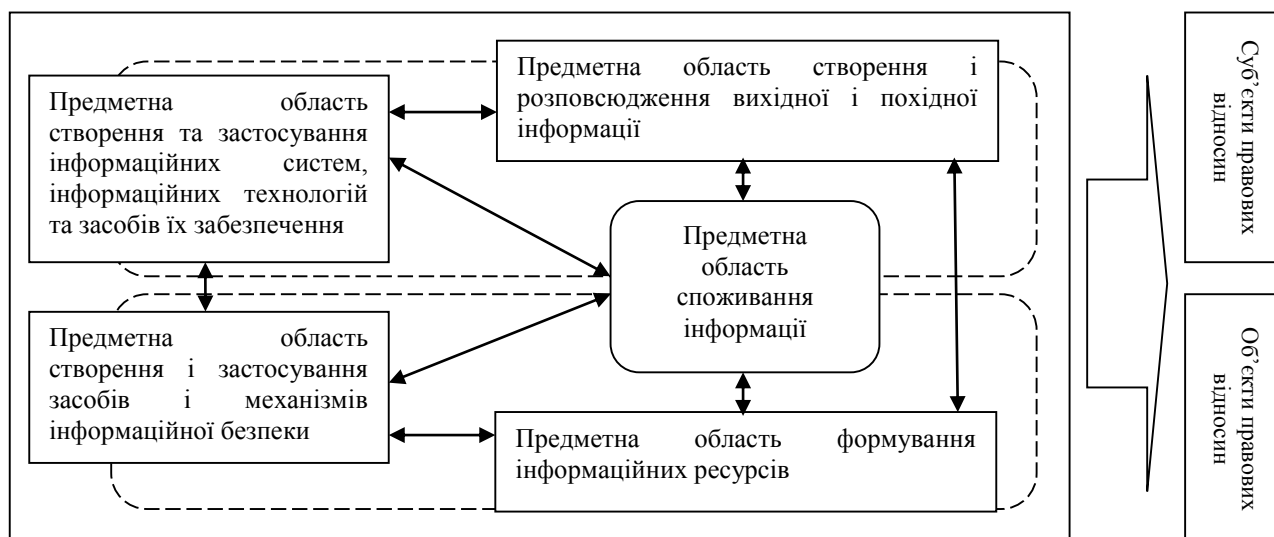 Предметна область створення і
розповсюдження вихідної і похідної
інформації
Предметна область
створення та застосування
інформаційних систем,
інформаційних технологій
та засобів їх забезпечення
Предметна
область
споживання
інформації
Предметна область
створення і застосування
засобів і механізмів
інформаційної безпеки
Предметна область формування
інформаційних ресурсів
Суб’єкти правових
відносин
Об’єкти правових
відносин